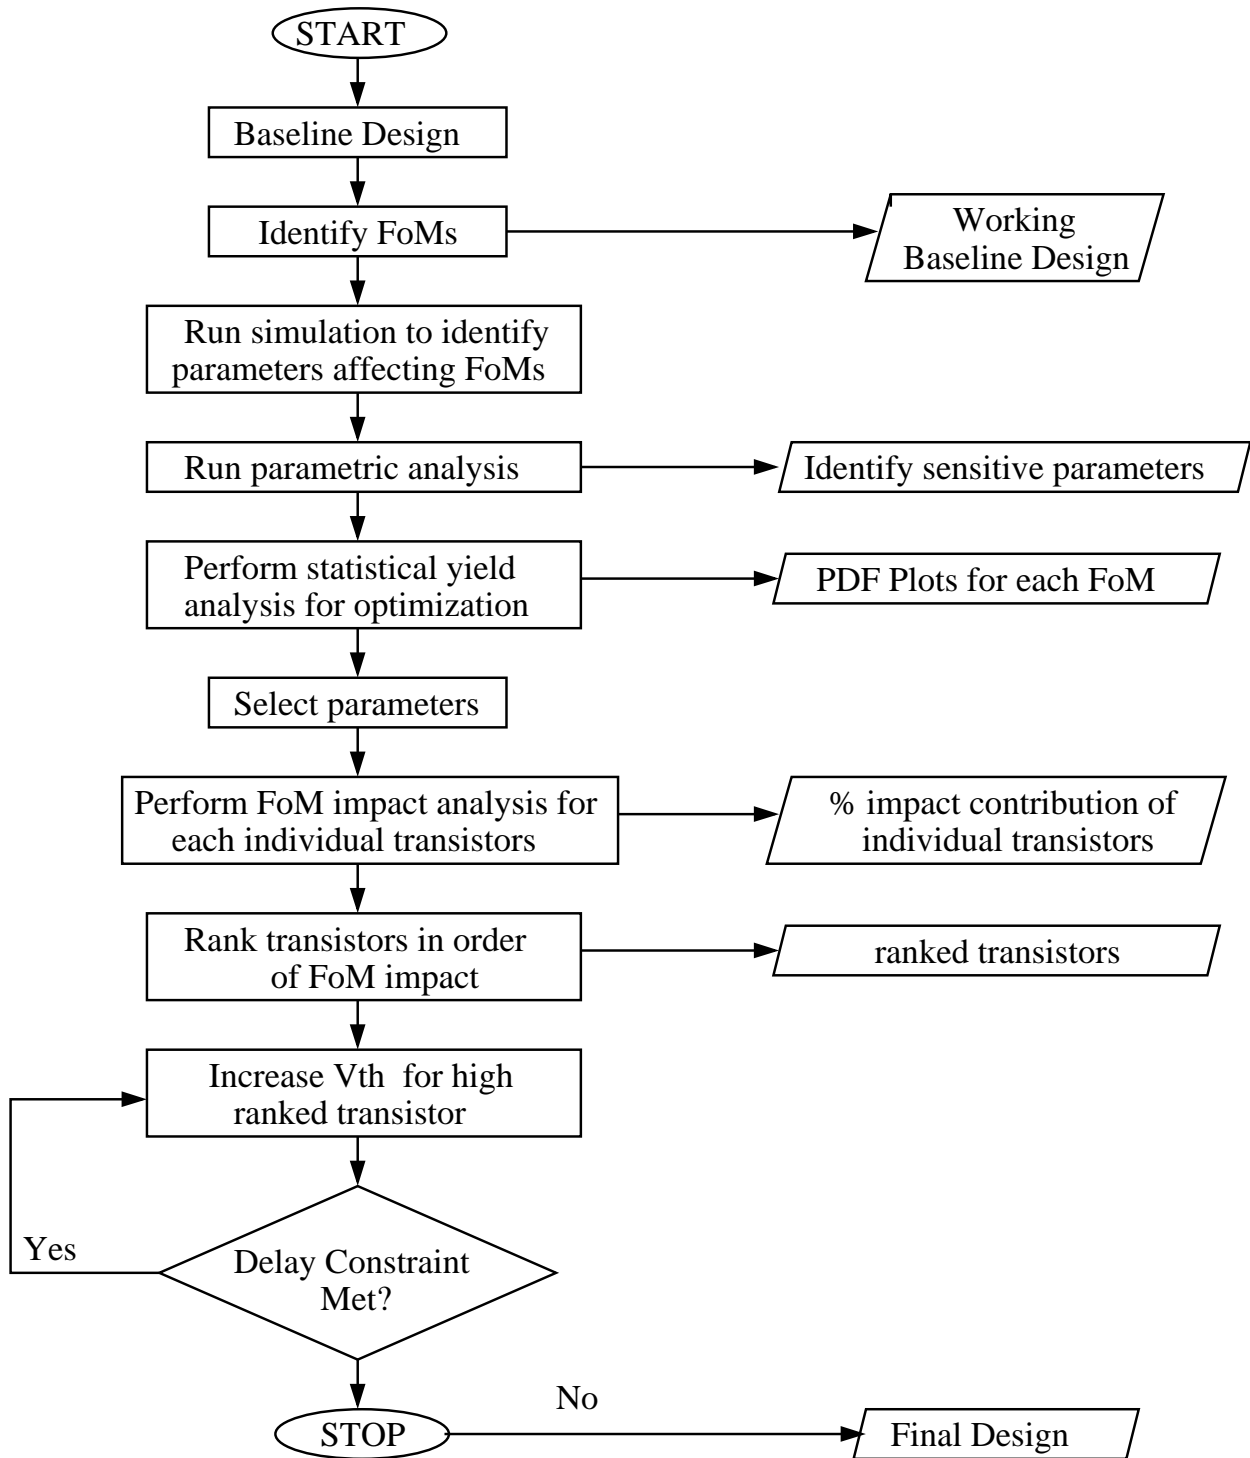 START
Baseline Design
Identify FoMs
Working
Baseline Design
Run simulation to identify
parameters affecting FoMs
Run parametric analysis
Identify sensitive parameters
Perform statistical yield
analysis for optimization
PDF Plots for each FoM
Select parameters
Perform FoM impact analysis for
each individual transistors
% impact contribution of
individual transistors
Rank transistors in order
of FoM impact
ranked transistors
Increase Vth for high
ranked transistor
Yes
Delay Constraint
Met?
No
STOP
Final Design